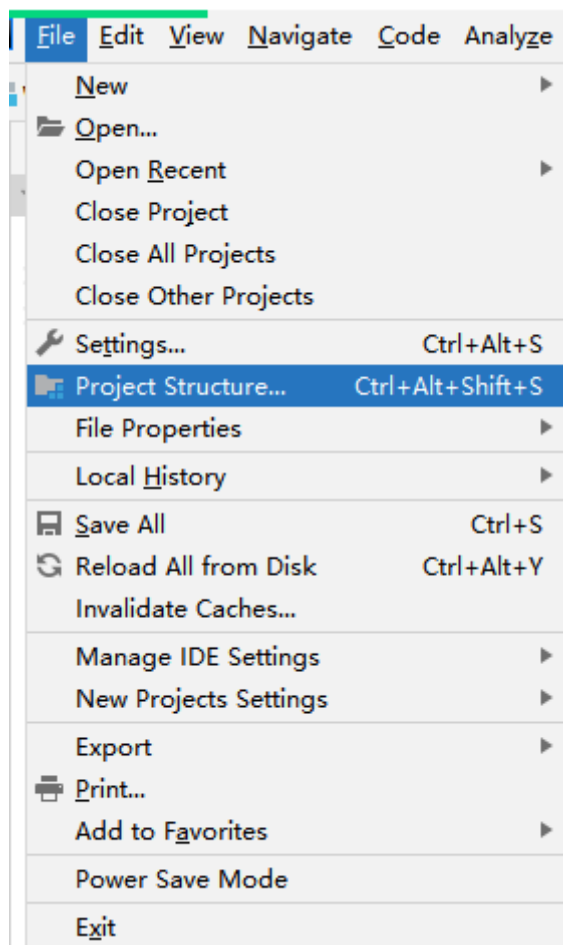 File Edit View Navigate Code Analyze
New
Open...
Open Recent
Close Project
Close All Projects
Close Other Projects
Settings... Ctrl+Alt+S
Project Structure... Ctrl+Alt+Shift+S
File Properties
Local History
Save All Ctrl+S
Reload All from Disk Ctrl+Alt+Y
Invalidate Caches...
Manage IDE Settings
New Projects Settings
Export
Print...
Add to Favorites
Power Save Mode
Exit